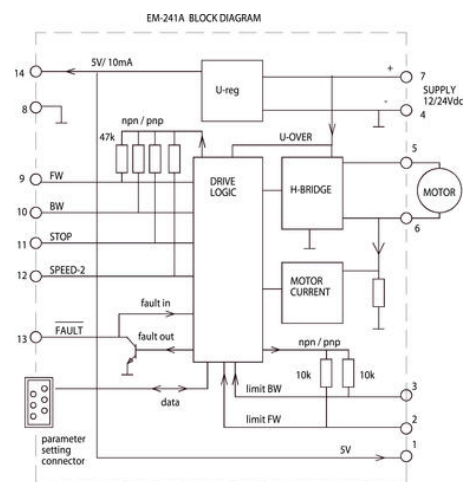 EM-241A BLOCK DIAGRAM
5V/ 10mA
14
U-reg
+
7
SUPPLY
12/24Vdc
8
-
4
npn / pnp
47k
U-OVER
5
9
FW
DRIVE
LOGIC
H-BRIDGE
MOTOR
10
BW
6
11
STOP
12
SPEED-2
MOTOR
CURRENT
fault in
13
FAULT
fault out
npn / pnp
10k
10k
data
limit BW
3
limit FW
2
parameter
setting
connector
5V
1